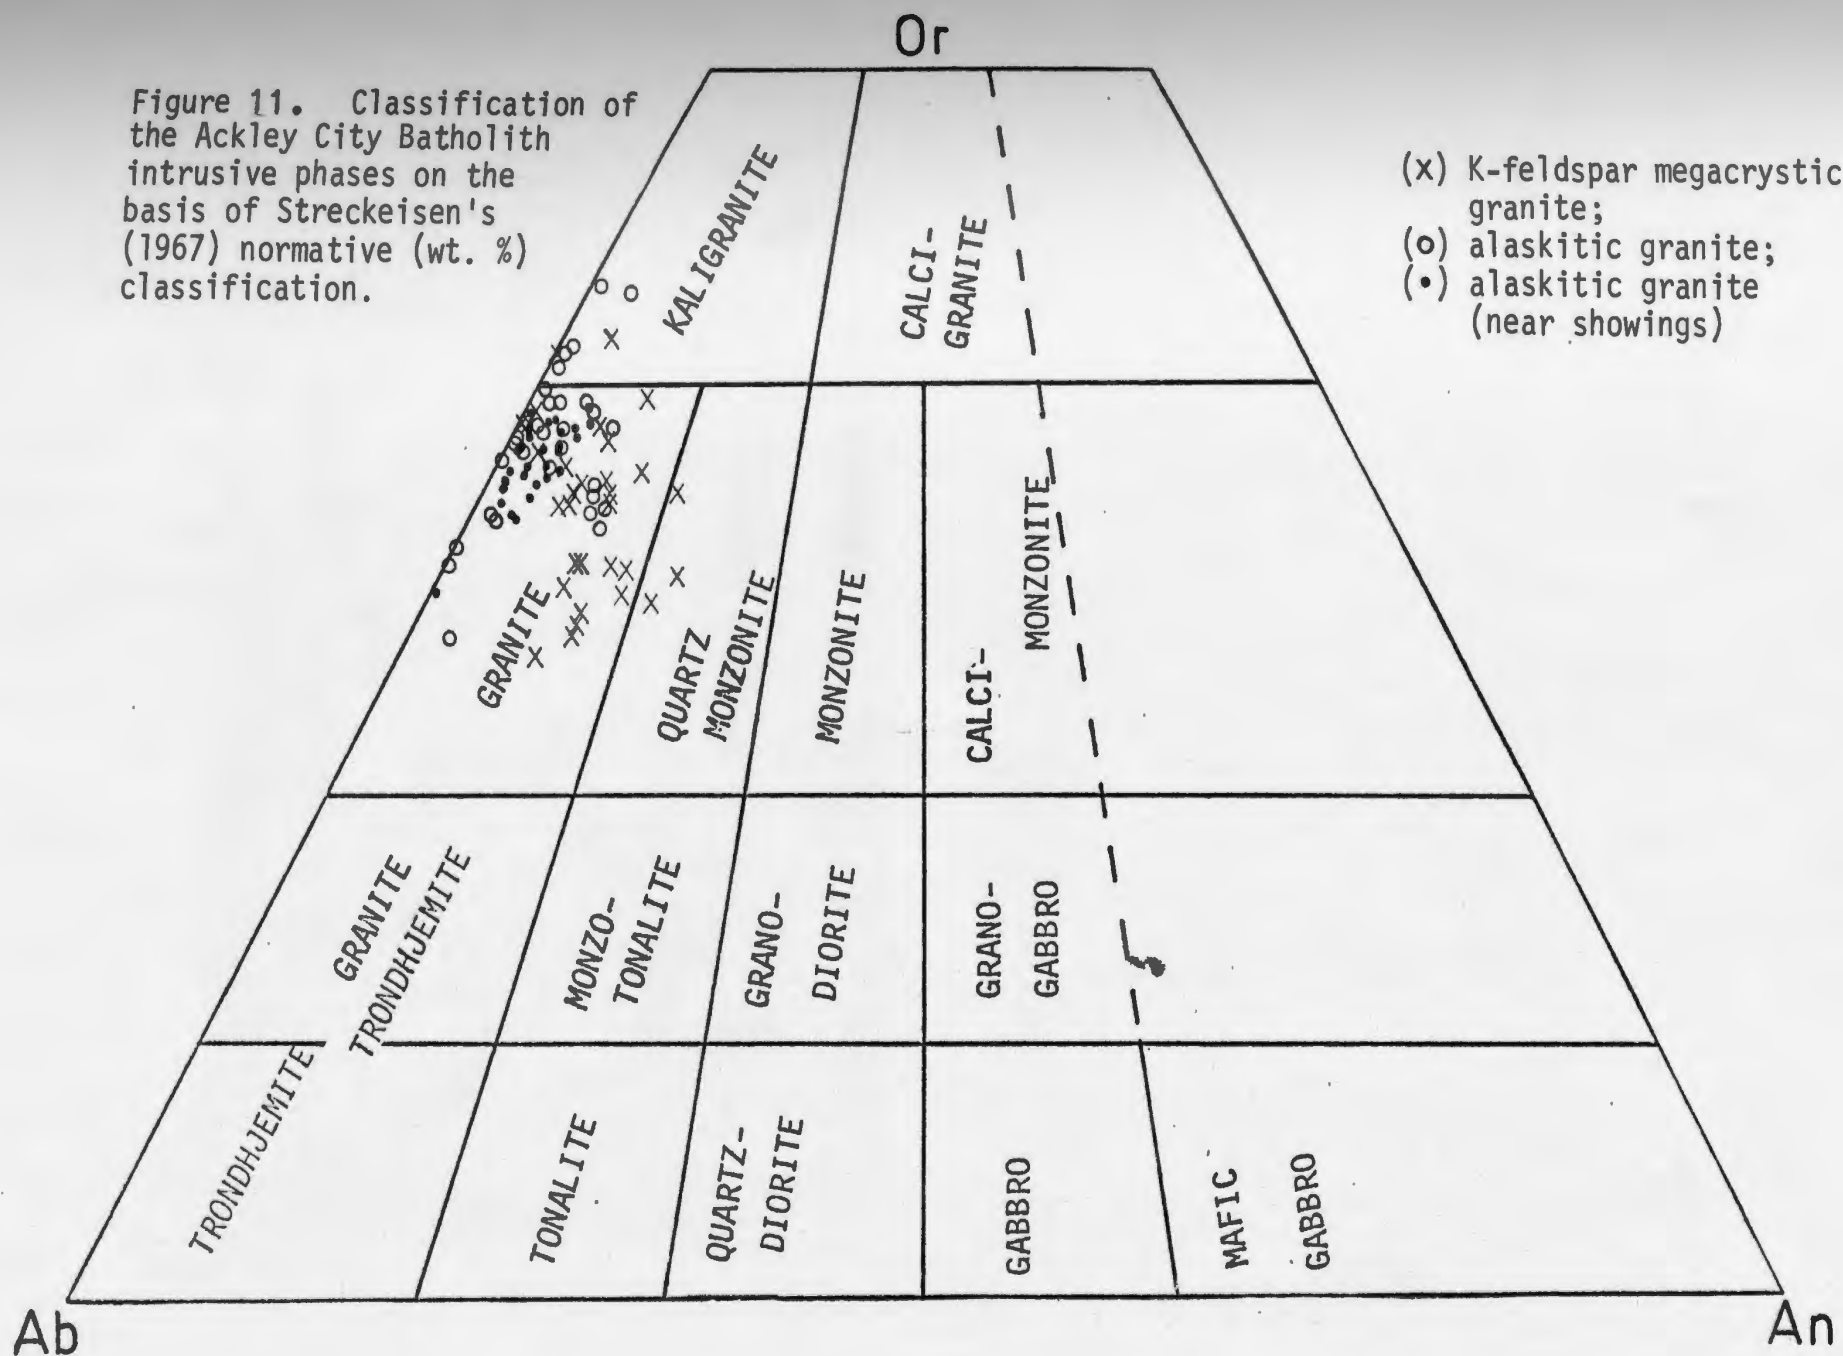 Or
Figure 11. Classification of
the Ackley City Batholith
intrusive phases on the
basis of Streckeisen's
(1967) normative (wt. %)
classification.
(x) K-feldspar megacrystic
granite;
(o) alaskitic granite;
(•) alaskitic granite
(near showings)
KALIGRANITE
CALCI-
GRANITE
GRANITE
QUARTZ
MONZONITE
MONZONITE
CALCI-
MONZONITE
GRANITE
TRONDHJEMITE
MONZO-
TONALITE
GRANO-
DIORITE
GRANO-
GABBRO
TRONDHJEMITE
TONALITE
QUARTZ-
DIORITE
GABBRO
MAFIC
GABBRO
Ab
An